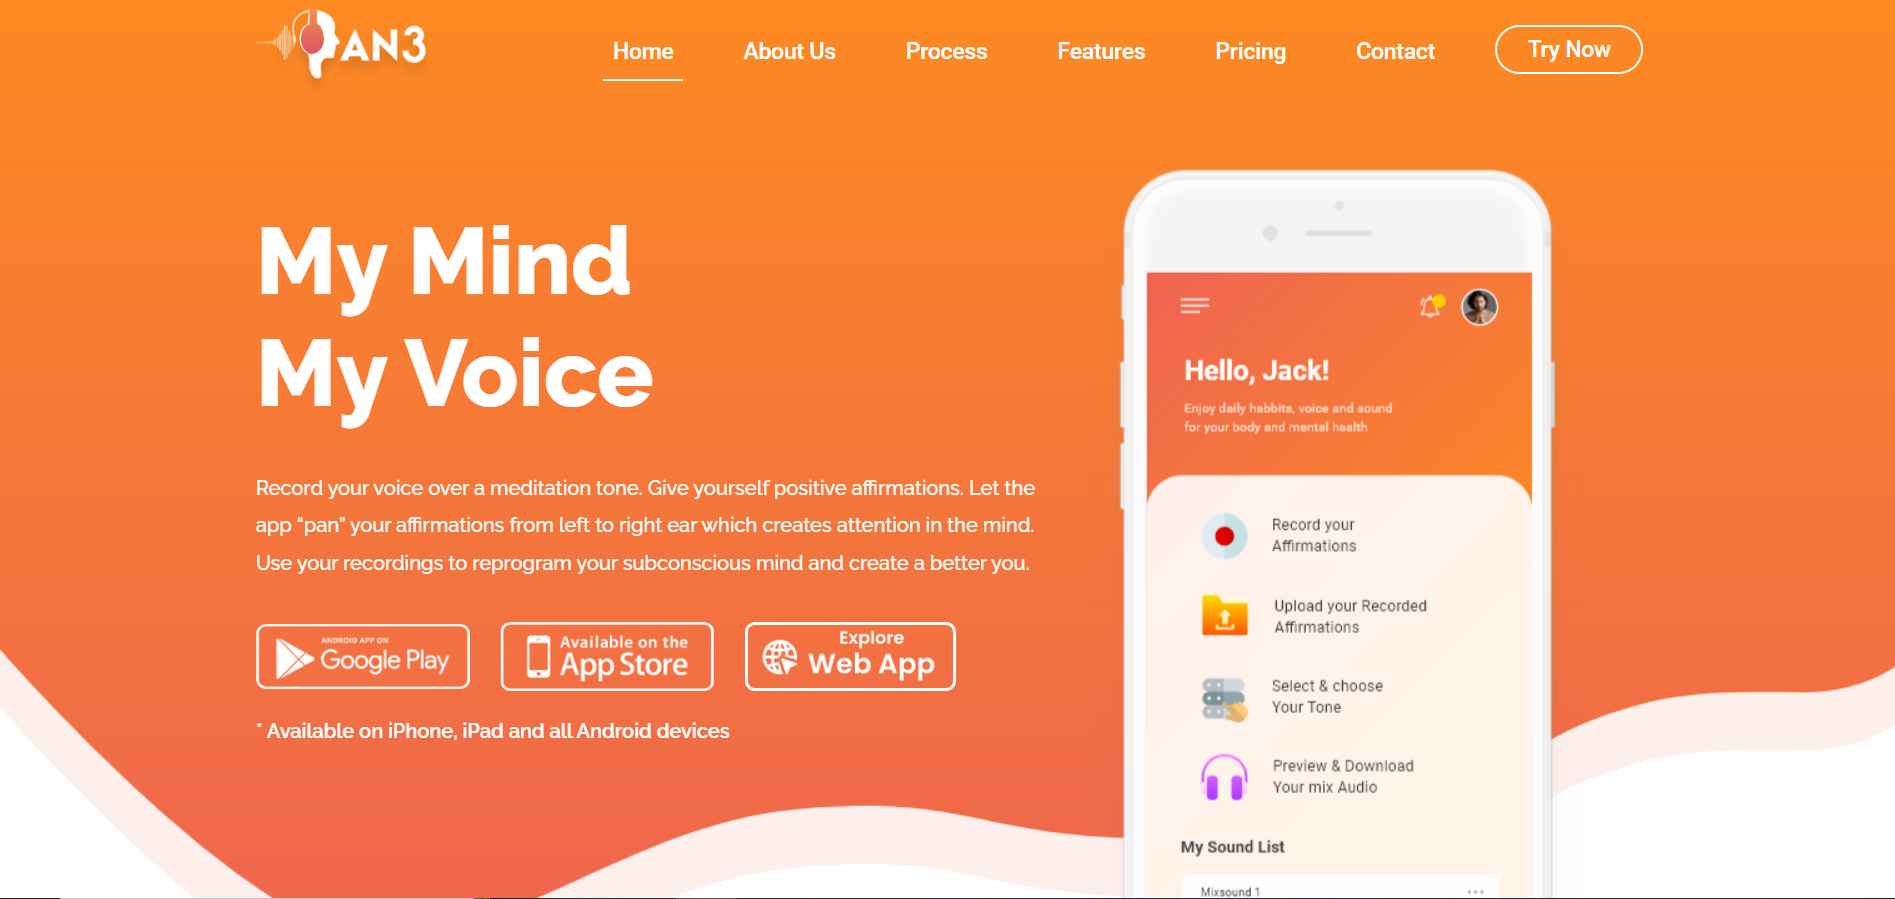 PAN3
Home
About Us
Process
Features
Pricing
Contact
Try Now
My Mind
My Voice
Record your voice over a meditation tone. Give yourself positive affirmations. Let the
app “pan” your affirmations from left to right ear which creates attention in the mind.
Use your recordings to reprogram your subconscious mind and create a better you.
ANDROID APP ON
Google Play
Available on the
App Store
Explore
Web App
* Available on iPhone, iPad and all Android devices
Hello, Jack!
Enjoy daily habbits, voice and sound
for your body and mental health
Record your
Affirmations
Upload your Recorded
Affirmations
Select & choose
Your Tone
Preview & Download
Your mix Audio
My Sound List
Mixsound 1